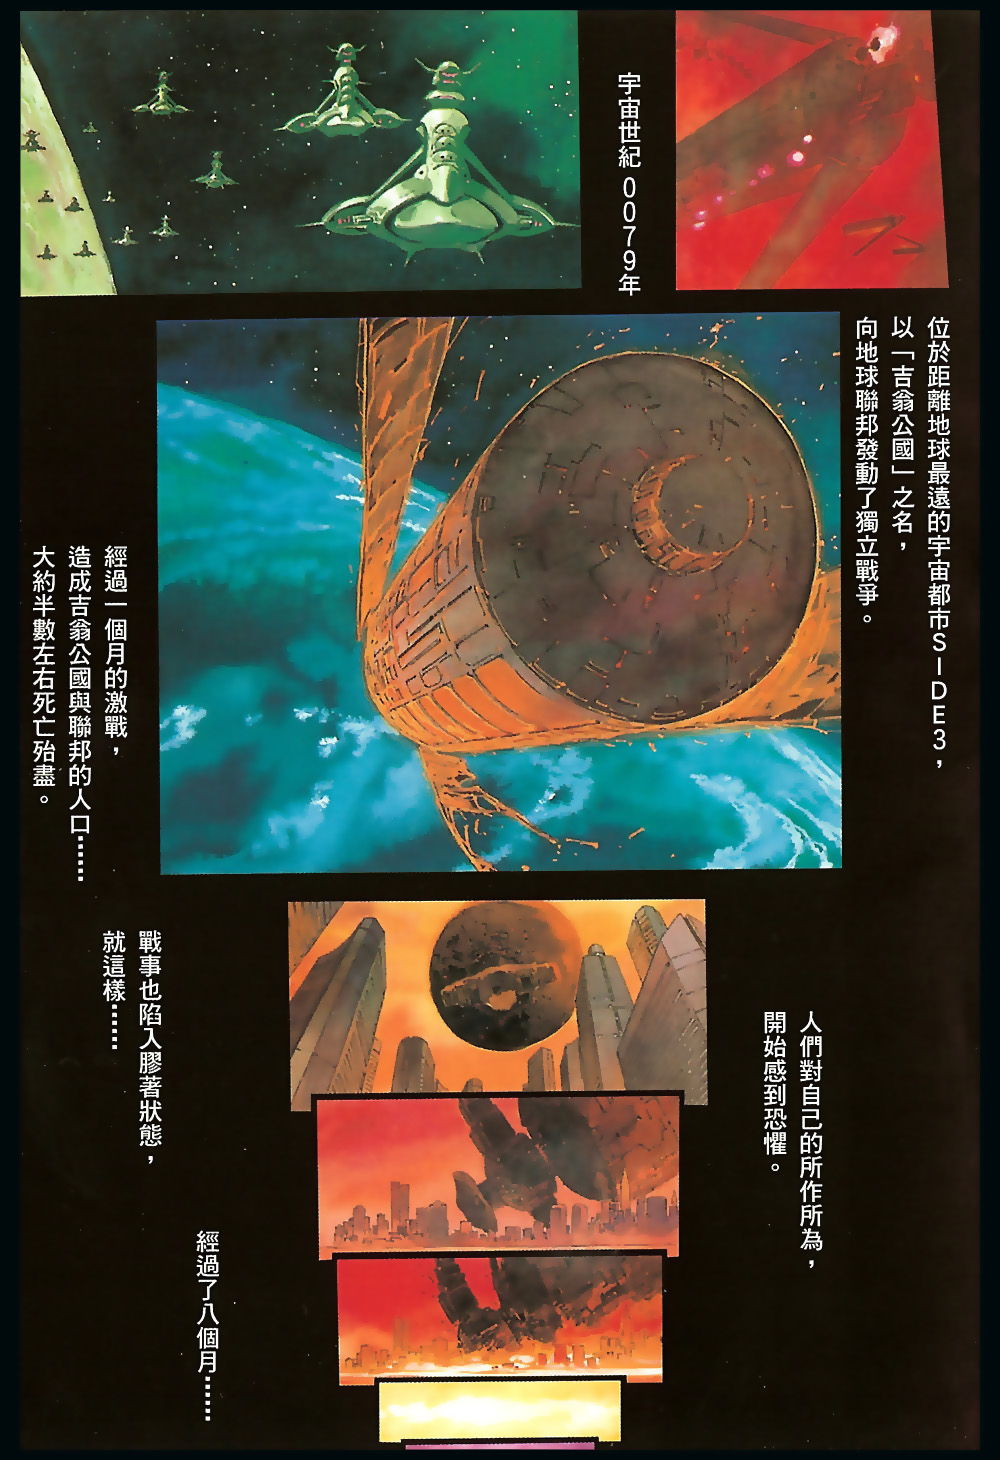 宇宙世紀0079年
位於距離地球最遠的宇宙都市SIDE3，
以「吉翁公國」之名，
向地球聯邦發動了獨立戰爭。
經過一個月的激戰，
造成吉翁公國與聯邦的人口……
大約半數左右死亡殆盡。
人們對自己的所作所為，
開始感到恐懼。
戰事也陷入膠著狀態，
就這樣……
經過了八個月……